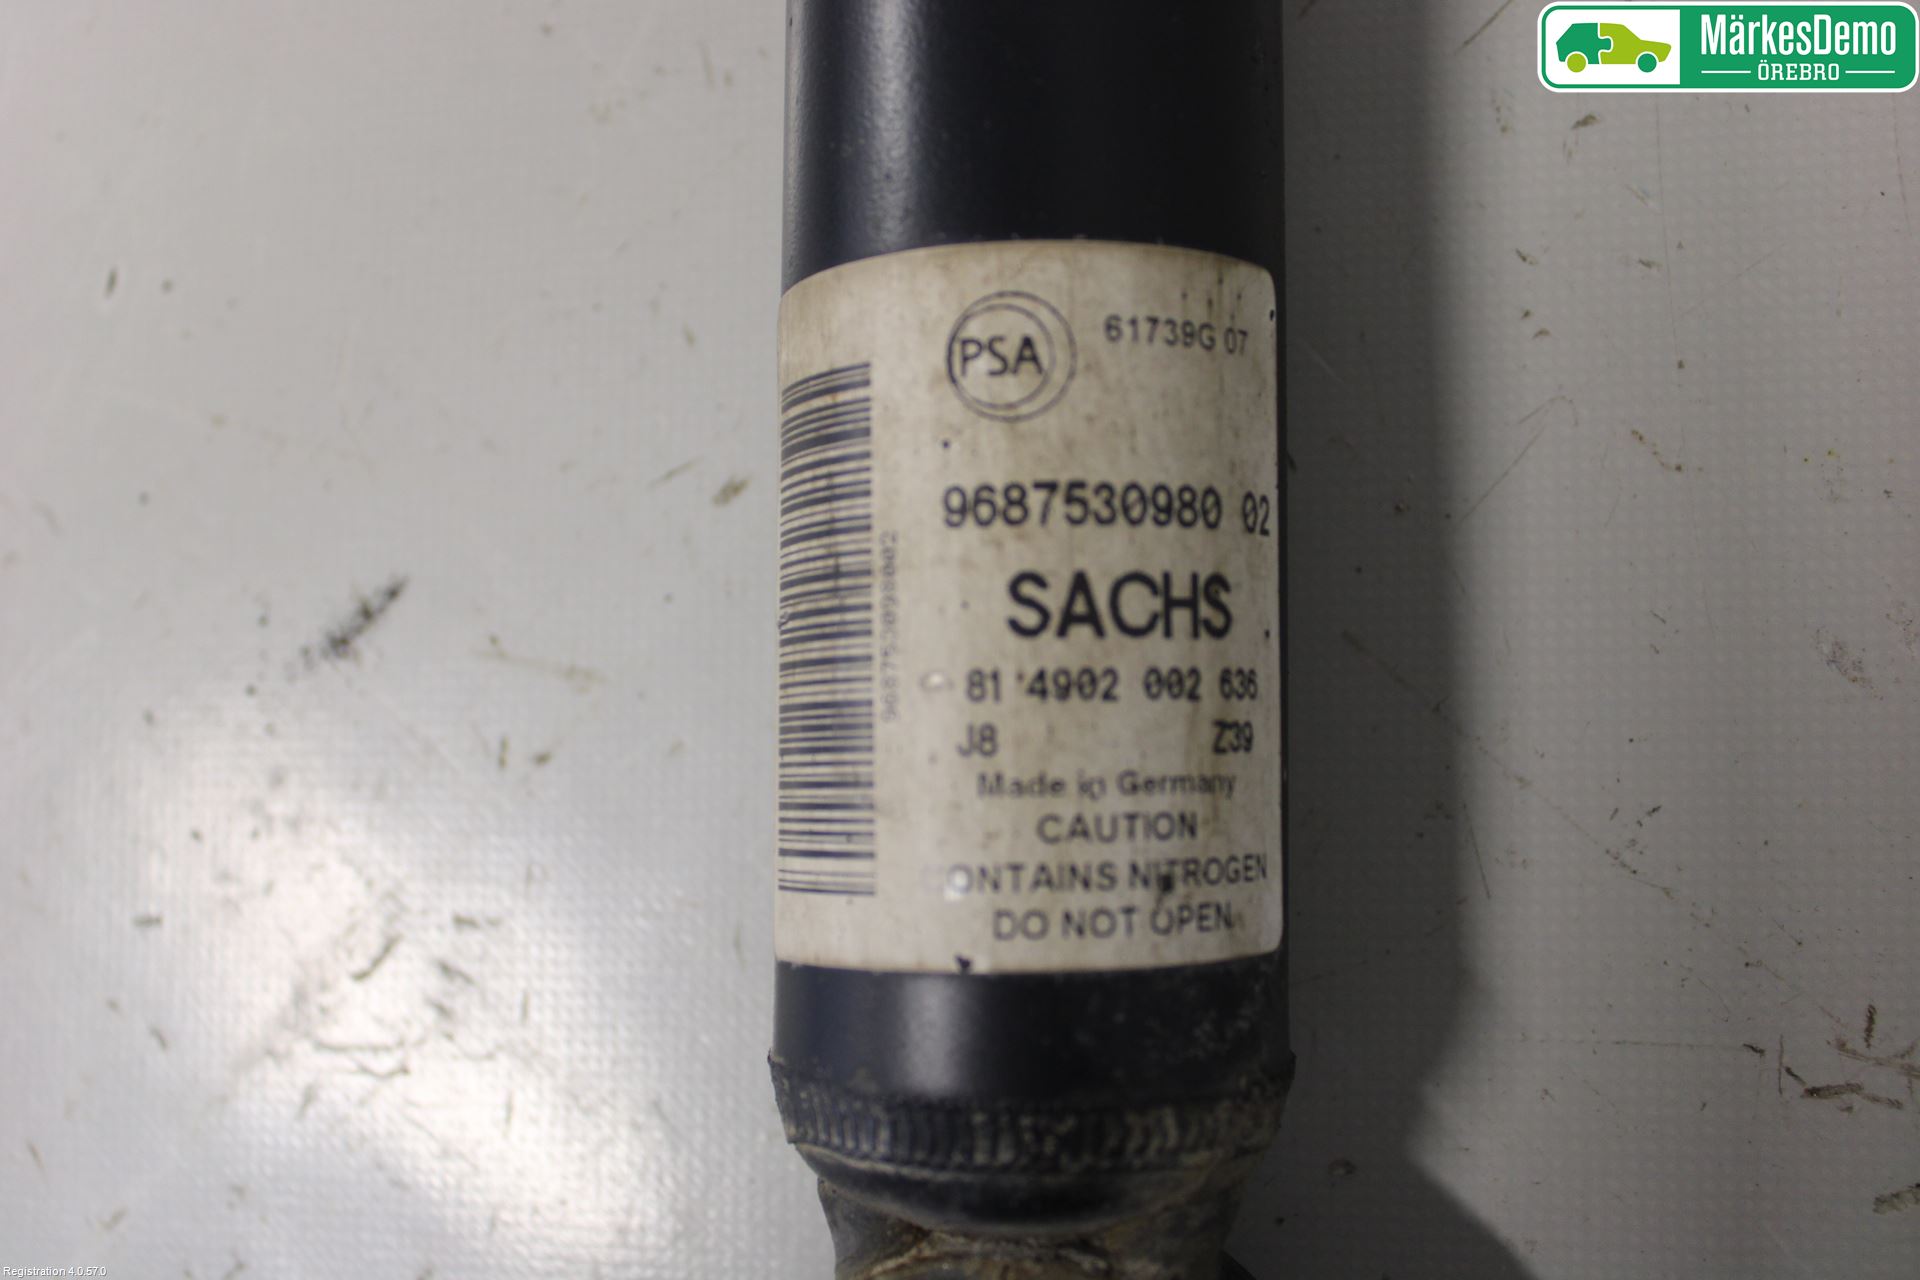 MärkesDemo
ÖREBRO
PSA
61739G 07
9687530980 02
968753098002
SACHS
81 4902 002 636
J8 Z39
Made in Germany
CAUTION
CONTAINS NITROGEN
DO NOT OPEN
Registration 4.0.57.0